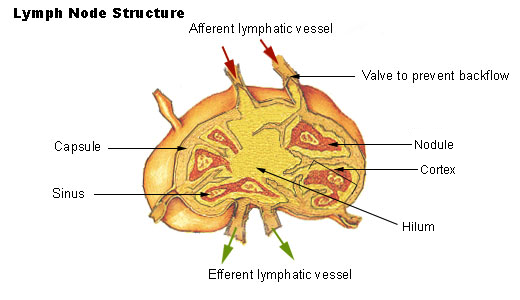 Lymph Node Structure
Afferent lymphatic vessel
Valve to prevent backflow
Capsule
Nodule
Cortex
Sinus
Hilum
Efferent lymphatic vessel